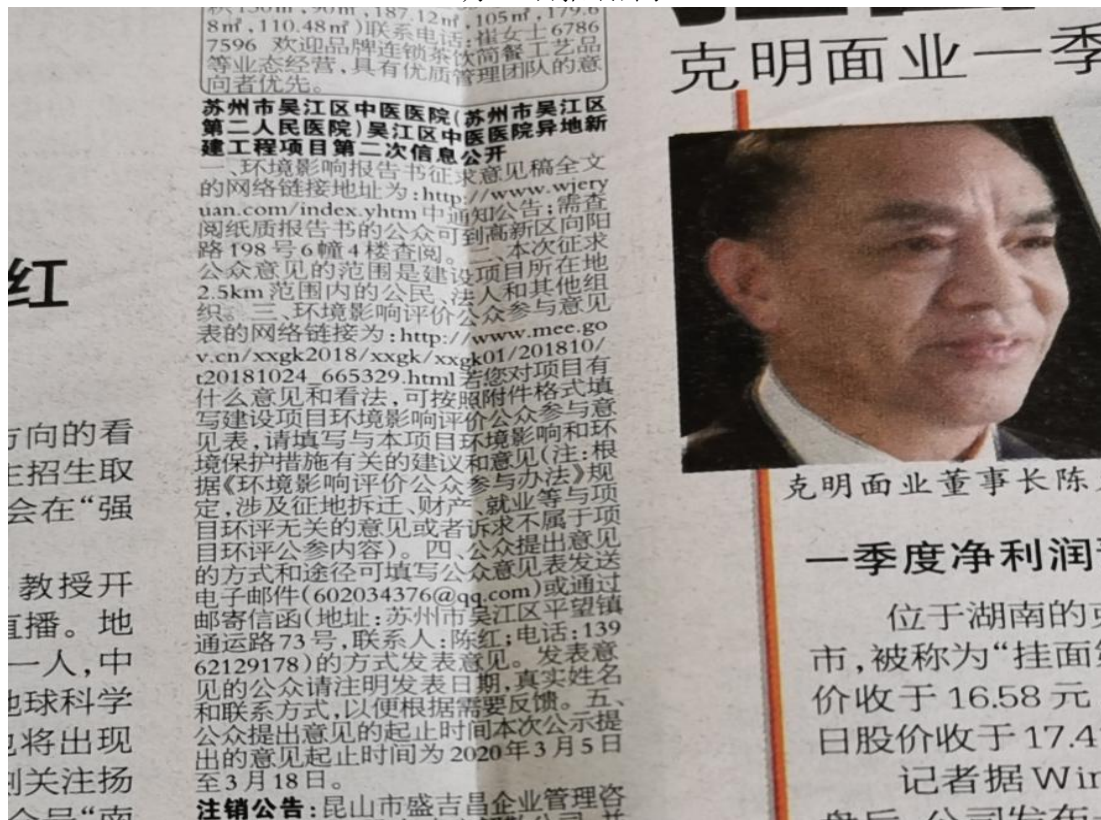 8㎡,110.48㎡)联系电话:崔女士6786
7596 欢迎品牌连锁茶饮简餐工艺品
等业态经营,具有优质管理团队的意
向者优先。
苏州市吴江区中医医院(苏州市吴江区
第二人民医院)吴江区中医医院异地新
建工程项目第二次信息公开
一、环境影响报告书征求意见稿全文
的网络链接地址为:http://www.wjery
uan.com/index.yhtm中通知公告;需查
阅纸质报告书的公众可到高新区向阳
路198号6幢4楼查阅。二、本次征求
公众意见的范围是建设项目所在地
2.5km范围内的公民、法人和其他组
织。三、环境影响评价公众参与意见
表的网络链接为:http://www.mee.go
v.cn/xxgk2018/xxgk/xxgk01/201810/
t20181024_665329.html若您对项目有
什么意见和看法,可按照附件格式填
写建设项目环境影响评价公众参与意
见表,请填写与本项目环境影响和环
境保护措施有关的建议和意见(注:根
据《环境影响评价公众参与办法》规
定,涉及征地拆迁、财产、就业等与项
目环评无关的意见或者诉求不属于项
目环评公参内容)。四、公众提出意见
的方式和途径可填写公众意见表发送
电子邮件(602034376@qq.com)或通过
邮寄信函(地址:苏州市吴江区平望镇
通运路73号,联系人:陈红;电话:139
62129178)的方式发表意见。发表意
见的公众请注明发表日期,真实姓名
和联系方式,以便根据需要反馈。五、
公众提出意见的起止时间本次公示提
出的意见起止时间为2020年3月5日
至3月18日。
注销公告:昆山市盛吉昌企业管理咨
红
方向的看
生招生取
会在“强
教授开
直播。地
一人,中
地球科学
也将出现
别关注扬
克明面业一季
克明面业董事长陈
一季度净利润
位于湖南的克
市,被称为“挂面
价收于16.58元
日股价收于17.4
记者据Win